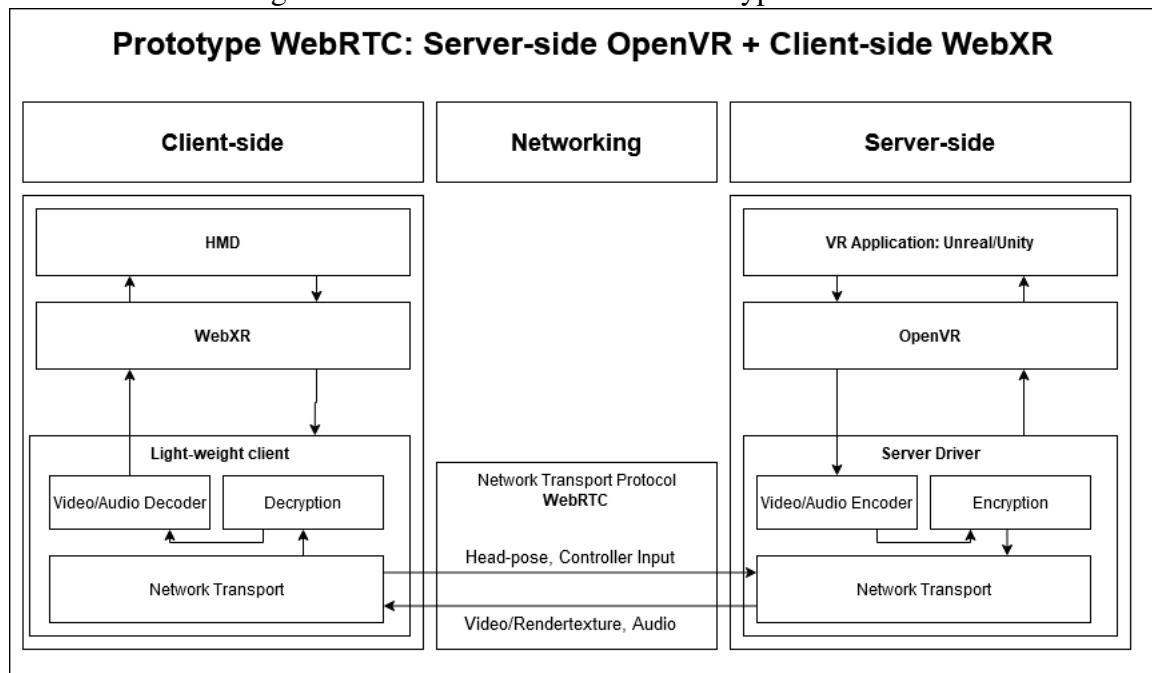 Prototype WebRTC: Server-side OpenVR + Client-side WebXR
Client-side
Networking
Server-side
HMD
WebXR
Light-weight client
Video/Audio Decoder
Decryption
Network Transport
Network Transport Protocol
WebRTC
Head-pose, Controller Input
Video/Rendertexture, Audio
VR Application: Unreal/Unity
OpenVR
Server Driver
Video/Audio Encoder
Encryption
Network Transport